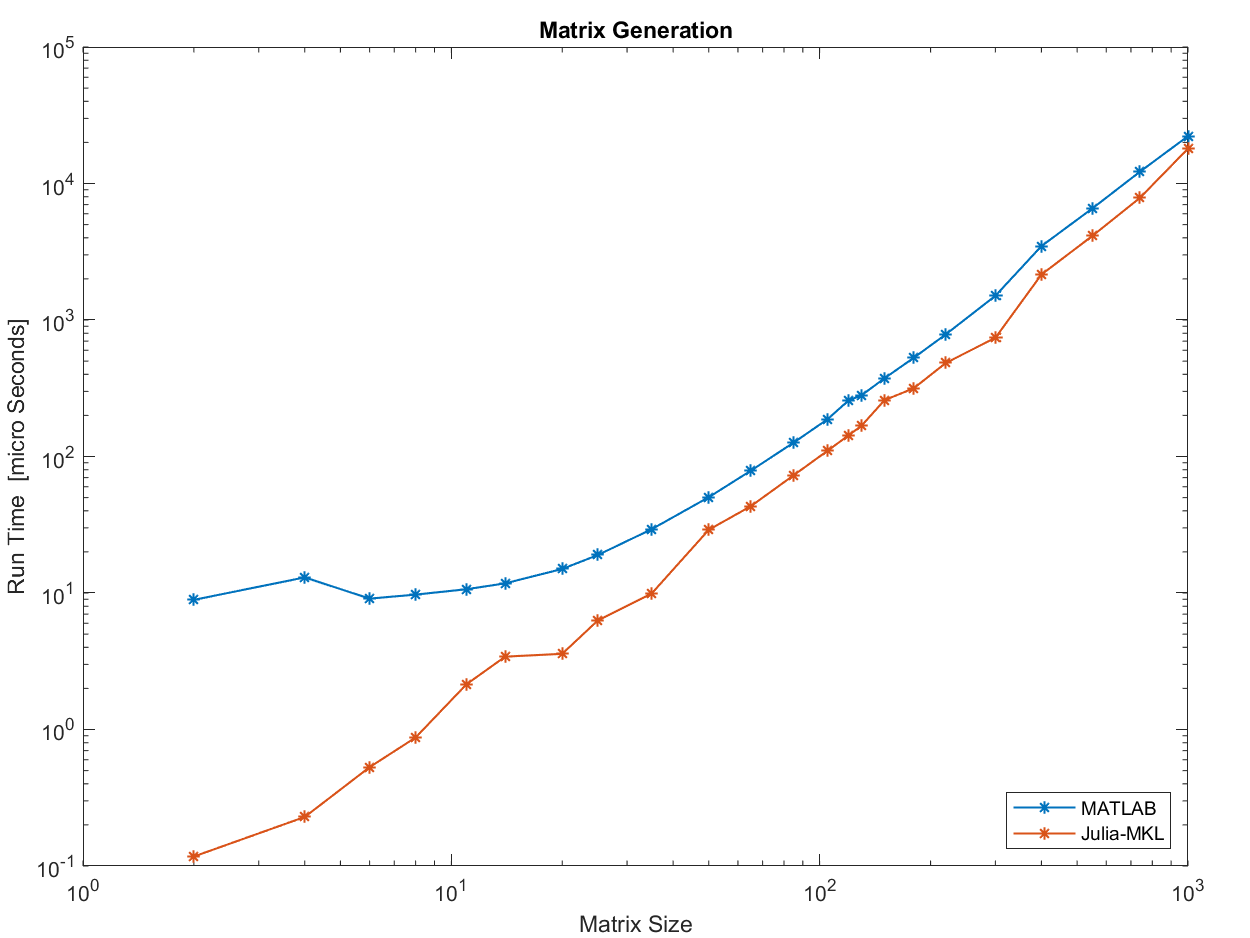 Matrix Generation
10^5
10^4
10^3
10^2
10^1
10^0
10^-1
Run Time [micro Seconds]
10^0
10^1
10^2
10^3
Matrix Size
MATLAB
Julia-MKL